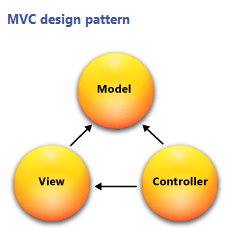 MVC design pattern
Model
View
Controller